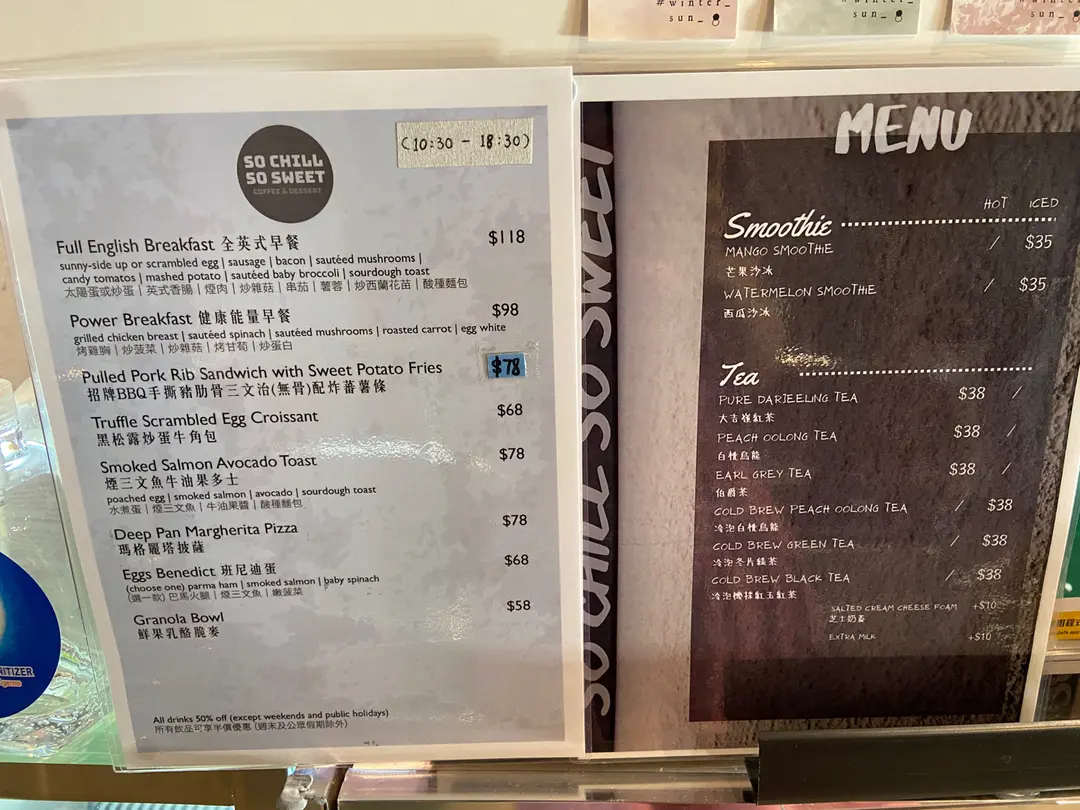 #winter_
sun_
#winter_
sun_
#winter_
sun_
SO CHILL
SO SWEET
COFFEE & DESSERT
(10:30 - 18:30)
Full English Breakfast 全英式早餐 $118
sunny-side up or scrambled egg | sausage | bacon | sautéed mushrooms |
candy tomatos | mashed potato | sautéed baby broccoli | sourdough toast
太陽蛋或炒蛋 | 英式香腸 | 煙肉 | 炒雜菇 | 串茄 | 薯蓉 | 炒西蘭花苗 | 酸種麵包
Power Breakfast 健康能量早餐 $98
grilled chicken breast | sautéed spinach | sautéed mushrooms | roasted carrot | egg white
烤雞胸 | 炒菠菜 | 炒雜菇 | 烤甘荀 | 炒蛋白
Pulled Pork Rib Sandwich with Sweet Potato Fries $78
招牌BBQ手撕豬肋骨三文治(無骨)配炸蕃薯條
Truffle Scrambled Egg Croissant $68
黑松露炒蛋牛角包
Smoked Salmon Avocado Toast $78
煙三文魚牛油果多士
poached egg | smoked salmon | avocado | sourdough toast
水煮蛋 | 煙三文魚 | 牛油果醬 | 酸種麵包
Deep Pan Margherita Pizza $78
瑪格麗塔披薩
Eggs Benedict 班尼迪蛋 $68
(choose one) parma ham | smoked salmon | baby spinach
(選一款) 巴馬火腿 | 煙三文魚 | 嫩菠菜
Granola Bowl $58
鮮果乳酪脆麥
All drinks 50% off (except weekends and public holidays)
所有飲品可享半價優惠 (週末及公眾假期除外)
SO CHILL SO SWEET
MENU
HOT ICED
Smoothie
MANGO SMOOTHIE / $35
芒果沙冰
WATERMELON SMOOTHIE / $35
西瓜沙冰
Tea
PURE DARJEELING TEA $38 /
大吉嶺紅茶
PEACH OOLONG TEA $38 /
白桃烏龍
EARL GREY TEA $38 /
伯爵茶
COLD BREW PEACH OOLONG TEA / $38
冷泡白桃烏龍
COLD BREW GREEN TEA / $38
冷泡冬片綠茶
COLD BREW BLACK TEA / $38
冷泡蜜香紅玉紅茶
SALTED CREAM CHEESE FOAM +$10
芝士奶蓋
EXTRA MILK +$10